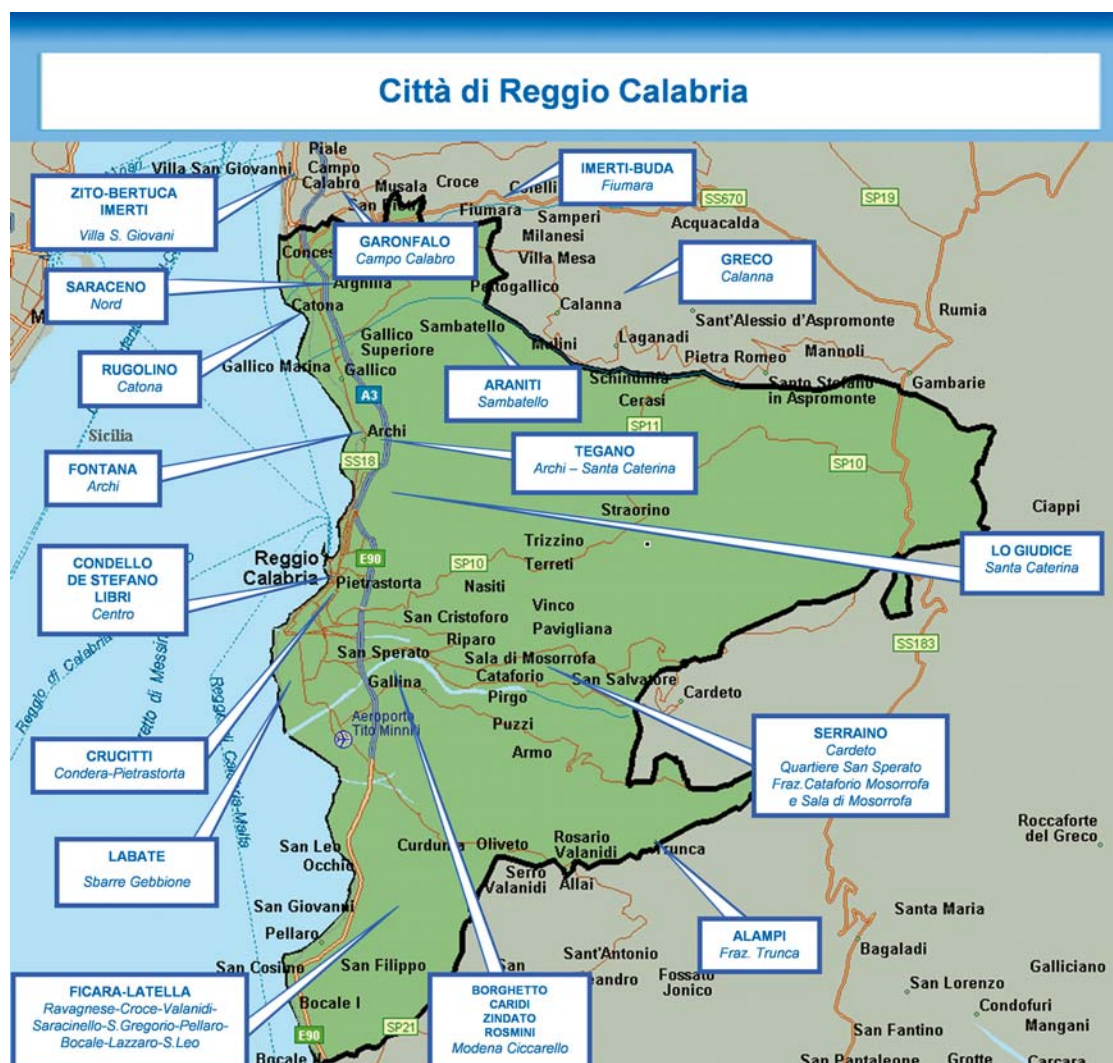 Città di Reggio Calabria
Piale
Villa San Giovanni
Campo
Calabro
Musala
Croce
IMERTI-BUDA
Fiumara
SS670
SP19
ZITO-BERTUCA
IMERTI
Villa S. Giovani
Fiumara
Samperi
Milanesi
Acquacalda
GARONFALO
Campo Calabro
Villa Mesa
GRECO
Calanna
SARACENO
Nord
Arghilla
Catona
Calanna
Sant'Alessio d'Aspromonte
Rumia
Sambatello
Gallico
Superiore
Mulini
Laganadi
Mannoli
Pietra Romeo
RUGOLINO
Catona
Gallico Marina
Gallico
ARANITI
Sambatello
Santo Stefano
in Aspromonte
Gambarie
Cerasi
A3
SP11
Sicilia
Archi
TEGANO
Archi – Santa Caterina
FONTANA
Archi
SS18
SP10
Straorino
Ciappi
Trizzino
Terreti
LO GIUDICE
Santa Caterina
CONDELLO
DE STEFANO
LIBRI
Centro
Reggio
Calabria
E90
SP10
Pietrastorta
Nasiti
Vinco
San Cristoforo
Pavigliana
Riparo
SS183
San Sperato
Sala di Mosorrofa
Cataforio
San Salvatore
Gallina
Pirgo
Cardeto
Reggio di Calabria
Aeroporto
Tito Minniti
Puzzi
Armo
CRUCITTI
Condera-Pietrastorta
SERRAINO
Cardeto
Quartiere San Sperato
Fraz.Cataforio Mosorrofa
e Sala di Mosorrofa
Roccaforte
del Greco
LABATE
Sbarre Gebbione
San Leo
Occhio
Oliveto
Rosario
Valanidi
Trunca
Serro
Valanidi
Allai
San Giovanni
Santa Maria
Pellaro
ALAMPI
Fraz. Trunca
Bagaladi
San Filippo
Sant'Antonio
San
Fossato
Jonico
Galliciano
San Lorenzo
FICARA-LATELLA
Ravagnese-Croce-Valanidi-
Saracinello-S.Gregorio-Pellaro-
Bocale-Lazzaro-S.Leo
Bocale I
BORGHETTO
CARIDI
ZINDATO
ROSMINI
Modena Ciccarello
Condofuri
Mangani
San Fantino
SP21
E90
San Pantaleone
Grotte